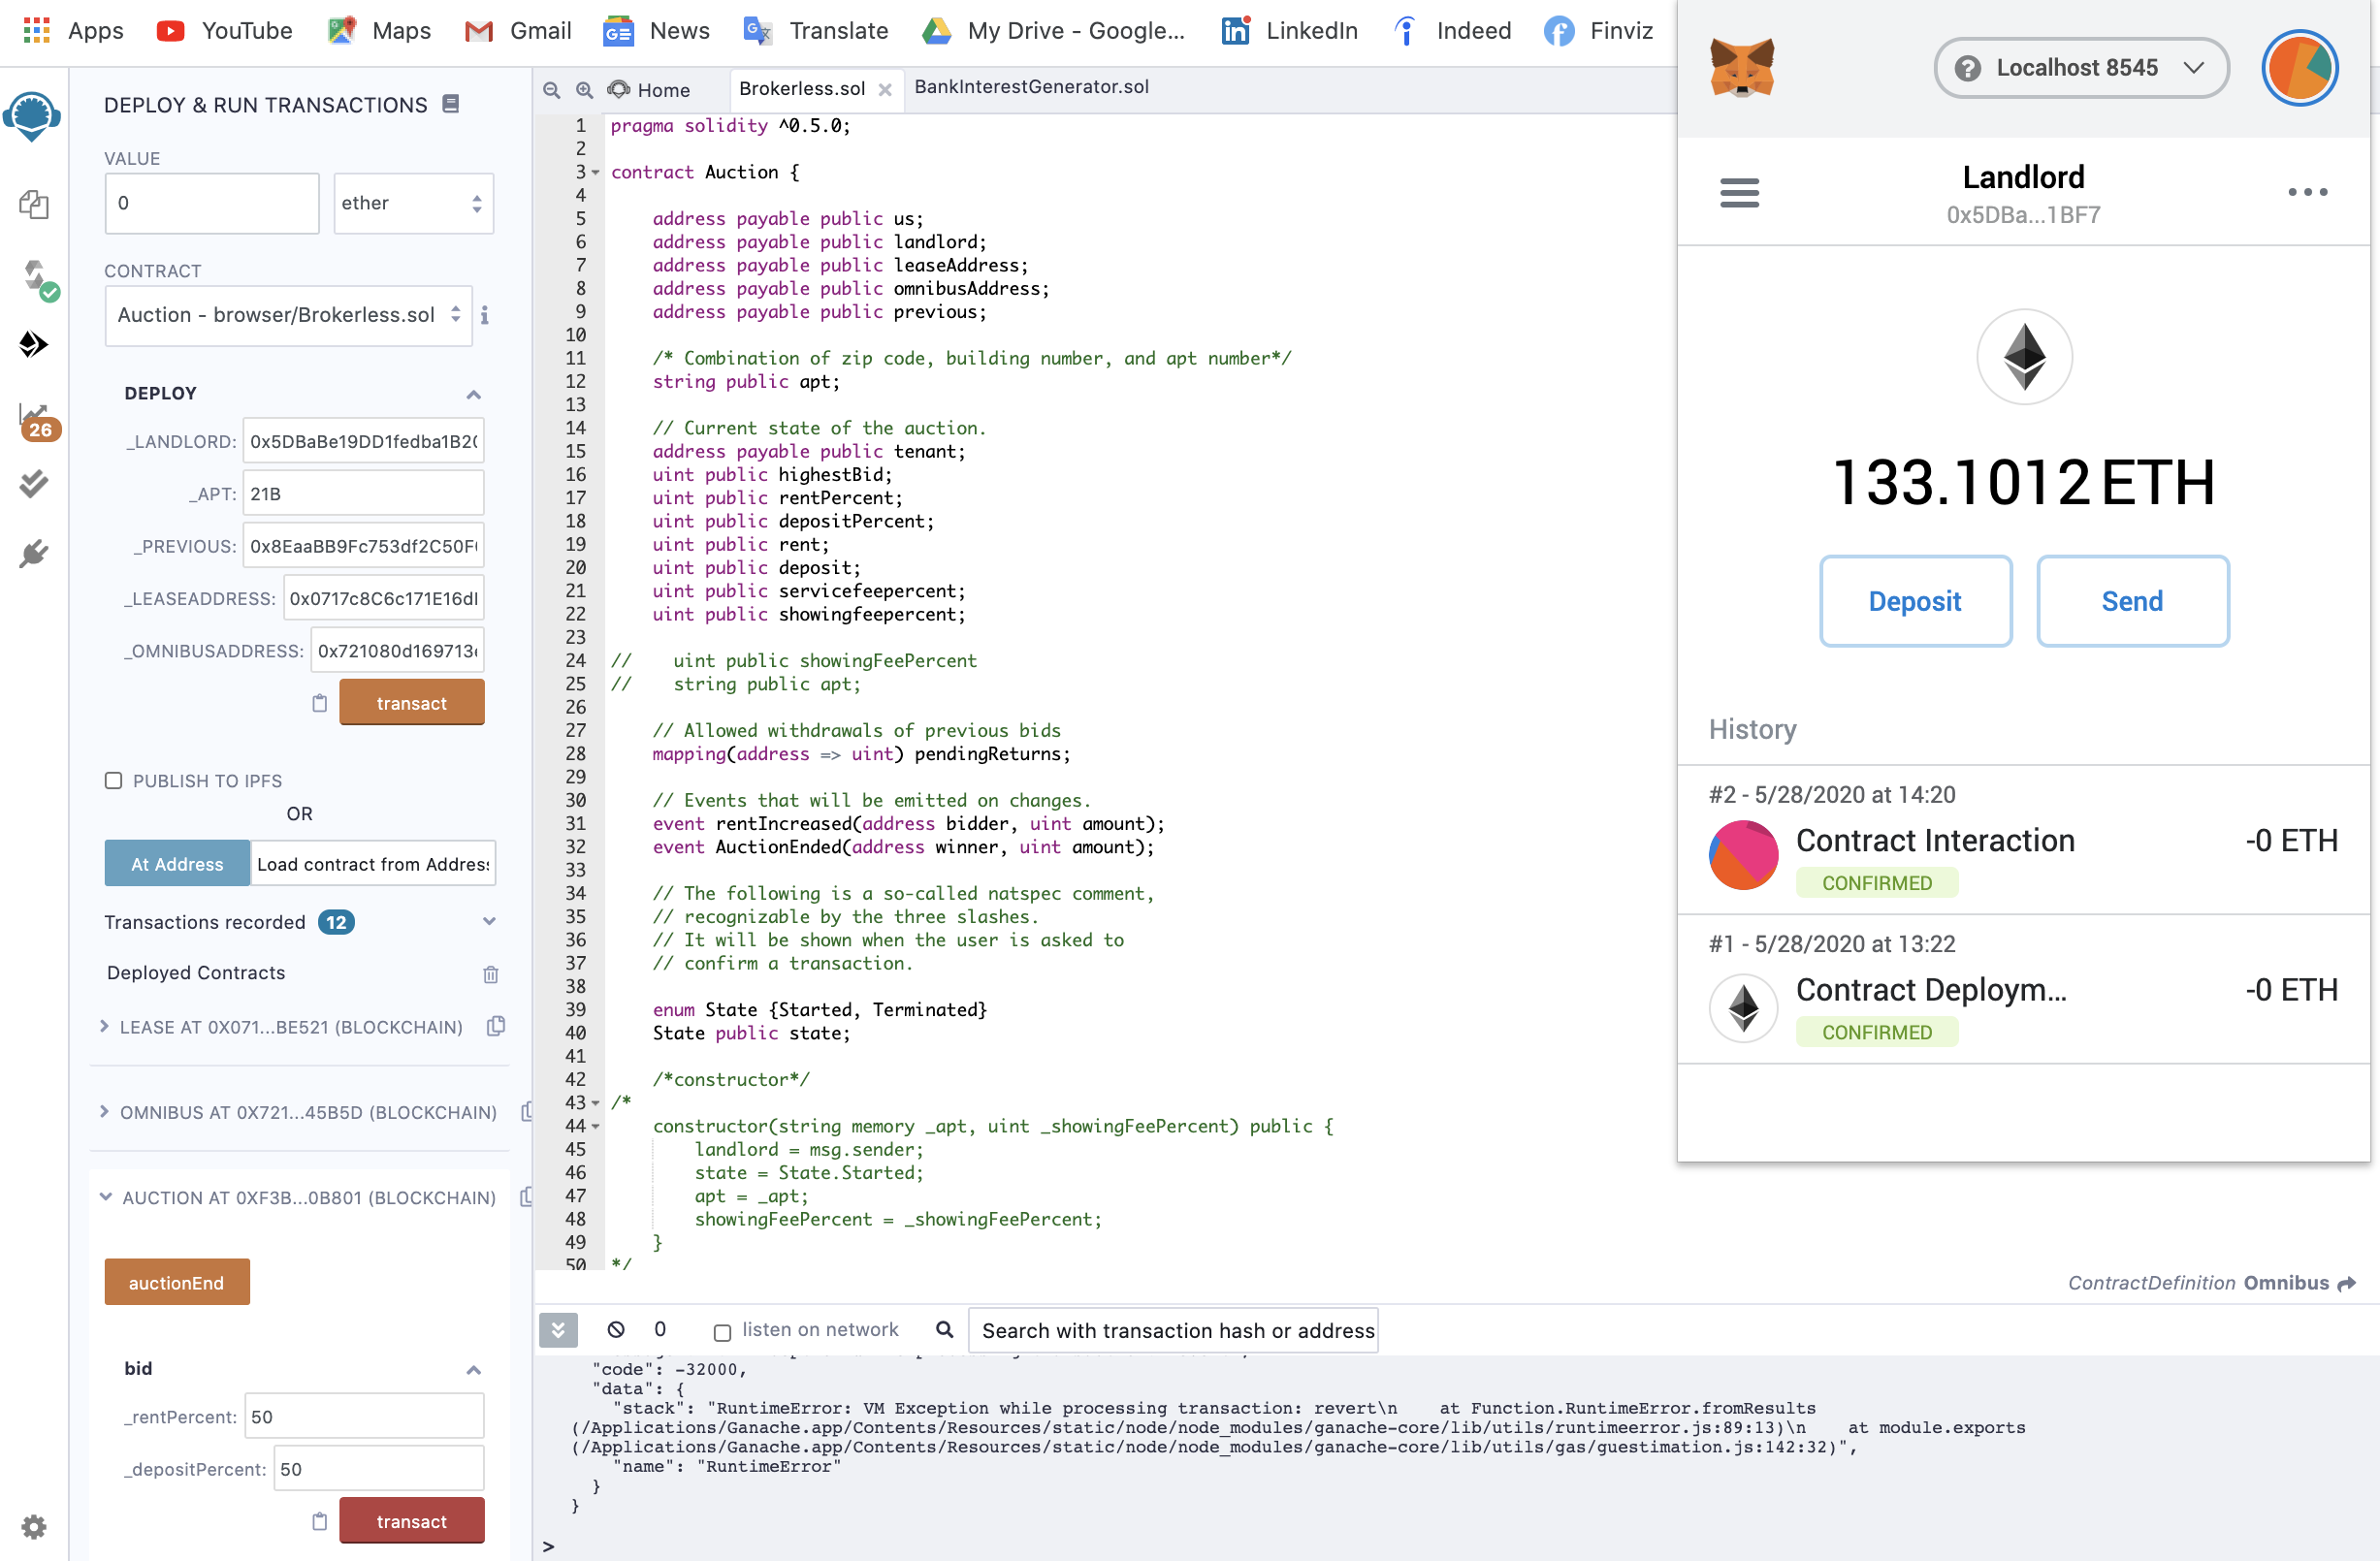 Apps YouTube Maps Gmail News Translate My Drive - Google... LinkedIn Indeed Finviz
DEPLOY & RUN TRANSACTIONS
VALUE
0 ether
CONTRACT
Auction - browser/Brokerless.sol
DEPLOY
_LANDLORD: 0x5DBaBe19DD1fedba1B2
_APT: 21B
_PREVIOUS: 0x8EaaBB9Fc753df2C50F
_LEASEADDRESS: 0x0717c8C6c171E16d
_OMNIBUSADDRESS: 0x721080d169713
transact
PUBLISH TO IPFS
OR
At Address Load contract from Address
Transactions recorded 12
Deployed Contracts
LEASE AT 0X071...BE521 (BLOCKCHAIN)
OMNIBUS AT 0X721...45B5D (BLOCKCHAIN)
AUCTION AT 0XF3B...0B801 (BLOCKCHAIN)
auctionEnd
bid
_rentPercent: 50
_depositPercent: 50
transact
26
Home Brokerless.sol BankInterestGenerator.sol
1 pragma solidity ^0.5.0;
2
3 contract Auction {
4
5 address payable public us;
6 address payable public landlord;
7 address payable public leaseAddress;
8 address payable public omnibusAddress;
9 address payable public previous;
10
11 /* Combination of zip code, building number, and apt number*/
12 string public apt;
13
14 // Current state of the auction.
15 address payable public tenant;
16 uint public highestBid;
17 uint public rentPercent;
18 uint public depositPercent;
19 uint public rent;
20 uint public deposit;
21 uint public servicefeepercent;
22 uint public showingfeepercent;
23
24 // uint public showingFeePercent
25 // string public apt;
26
27 // Allowed withdrawals of previous bids
28 mapping(address => uint) pendingReturns;
29
30 // Events that will be emitted on changes.
31 event rentIncreased(address bidder, uint amount);
32 event AuctionEnded(address winner, uint amount);
33
34 // The following is a so-called natspec comment,
35 // recognizable by the three slashes.
36 // It will be shown when the user is asked to
37 // confirm a transaction.
38
39 enum State {Started, Terminated}
40 State public state;
41
42 /*constructor*/
43 /*
44 constructor(string memory _apt, uint _showingFeePercent) public {
45 landlord = msg.sender;
46 state = State.Started;
47 apt = _apt;
48 showingFeePercent = _showingFeePercent;
49 }
50 */
ContractDefinition Omnibus
0 listen on network Search with transaction hash or address
"code": -32000,
"data": {
"stack": "RuntimeError: VM Exception while processing transaction: revert\n at Function.RuntimeError.fromResults
(/Applications/Ganache.app/Contents/Resources/static/node/node_modules/ganache-core/lib/utils/runtimeerror.js:89:13)\n at module.exports
(/Applications/Ganache.app/Contents/Resources/static/node/node_modules/ganache-core/lib/utils/gas/guestimation.js:142:32)",
"name": "RuntimeError"
}
}
>
Localhost 8545
Landlord
0x5DBa...1BF7
133.1012 ETH
Deposit Send
History
#2 - 5/28/2020 at 14:20
Contract Interaction -0 ETH
CONFIRMED
#1 - 5/28/2020 at 13:22
Contract Deploym... -0 ETH
CONFIRMED